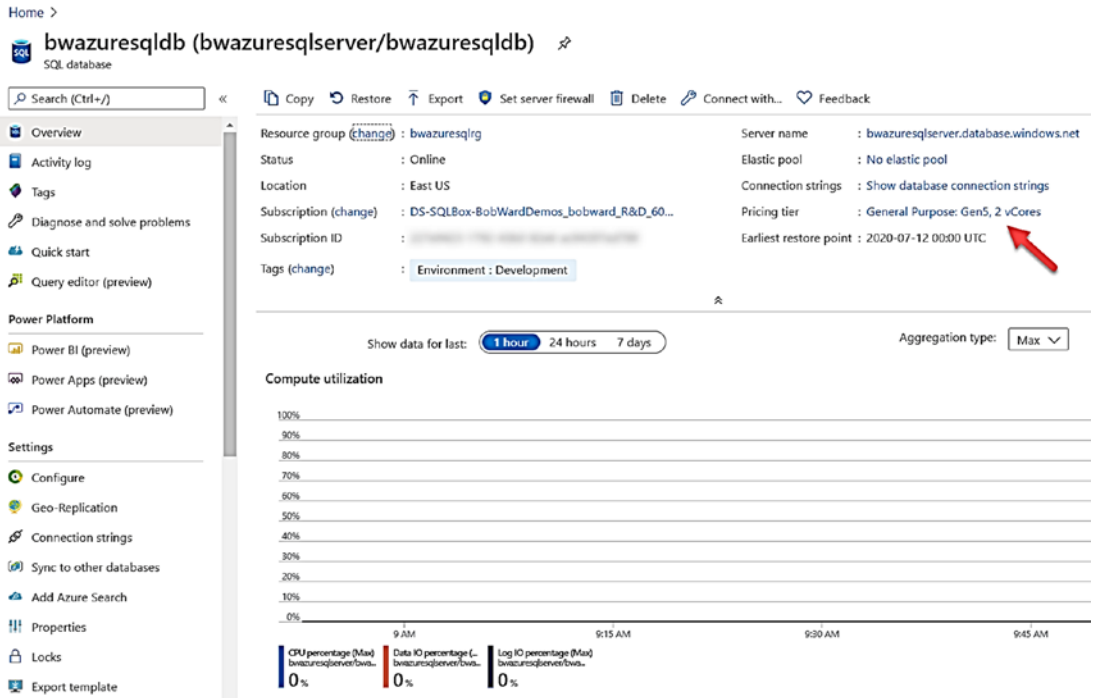 Home >
bwazuresqldb (bwazuresqlserver/bwazuresqldb)
SQL
SQL database
Search (Ctrl+/)
«
Overview
Activity log
Tags
Diagnose and solve problems
Quick start
Query editor (preview)
Power Platform
Power BI (preview)
Power Apps (preview)
Power Automate (preview)
Settings
Configure
Geo-Replication
Connection strings
Sync to other databases
Add Azure Search
Properties
Locks
Export template
Copy Restore Export Set server firewall Delete Connect with... Feedback
Resource group (change) : bwazuresqlrg
Status : Online
Location : East US
Subscription (change) : DS-SQLBox-BobWardDemos_bobward_R&D_60...
Subscription ID :
Tags (change) : Environment : Development
Server name : bwazuresqlserver.database.windows.net
Elastic pool : No elastic pool
Connection strings : Show database connection strings
Pricing tier : General Purpose: Gen5, 2 vCores
Earliest restore point : 2020-07-12 00:00 UTC
Show data for last: 1 hour 24 hours 7 days
Aggregation type: Max
Compute utilization
100%
90%
80%
70%
60%
50%
40%
30%
20%
10%
0%
9 AM 9:15 AM 9:30 AM 9:45 AM
CPU percentage (Max)
bwazuresqlserver/bwa...
0%
Data IO percentage (...
bwazuresqlserver/bwa...
0%
Log IO percentage (Max)
bwazuresqlserver/bwa...
0%